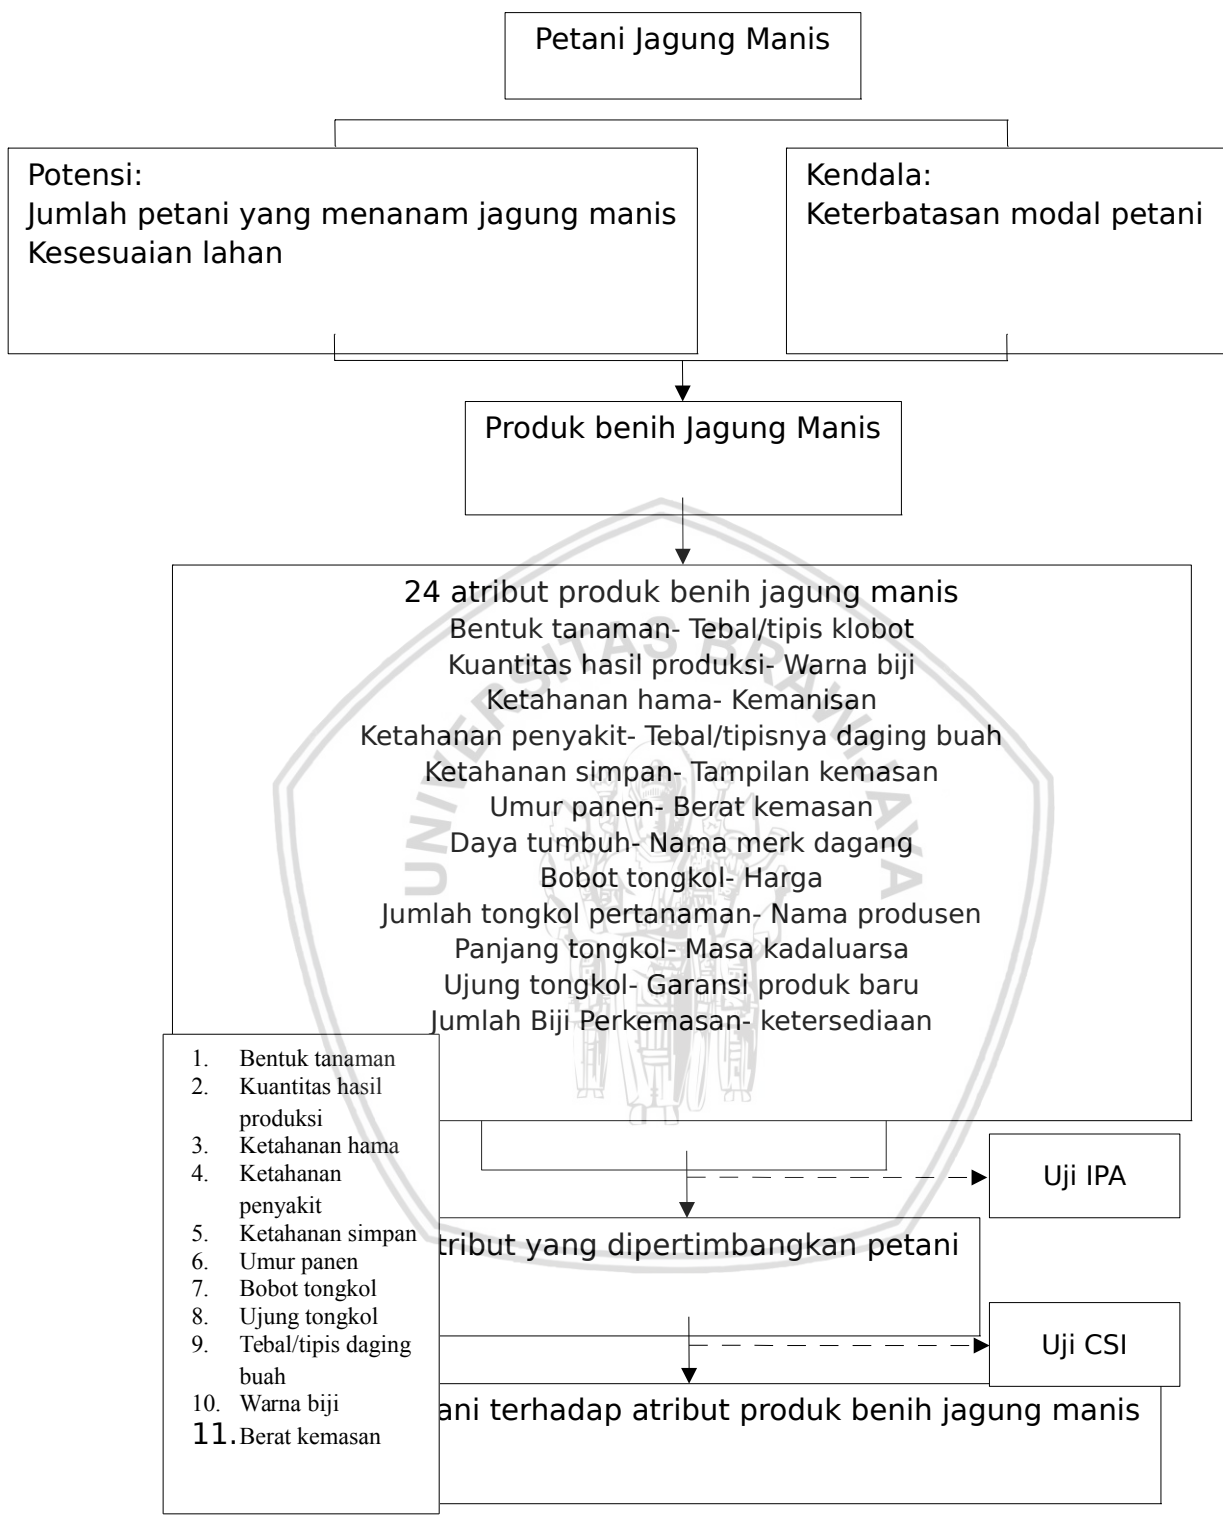 Petani Jagung Manis
Potensi:
Jumlah petani yang menanam jagung manis
Kesesuaian lahan
Kendala:
Keterbatasan modal petani
Produk benih Jagung Manis
24 atribut produk benih jagung manis
Bentuk tanaman- Tebal/tipis klobot
Kuantitas hasil produksi- Warna biji
Ketahanan hama- Kemanisan
Ketahanan penyakit- Tebal/tipisnya daging buah
Ketahanan simpan- Tampilan kemasan
Umur panen- Berat kemasan
Daya tumbuh- Nama merk dagang
Bobot tongkol- Harga
Jumlah tongkol pertanaman- Nama produsen
Panjang tongkol- Masa kadaluarsa
Ujung tongkol- Garansi produk baru
Jumlah Biji Perkemasan- ketersediaan
UNIVERSITAS BRAWIJAYA
1. Bentuk tanaman
2. Kuantitas hasil
produksi
3. Ketahanan hama
4. Ketahanan
penyakit
5. Ketahanan simpan
6. Umur panen
7. Bobot tongkol
8. Ujung tongkol
9. Tebal/tipis daging
buah
10. Warna biji
11. Berat kemasan
Uji IPA
tribut yang dipertimbangkan petani
Uji CSI
ani terhadap atribut produk benih jagung manis